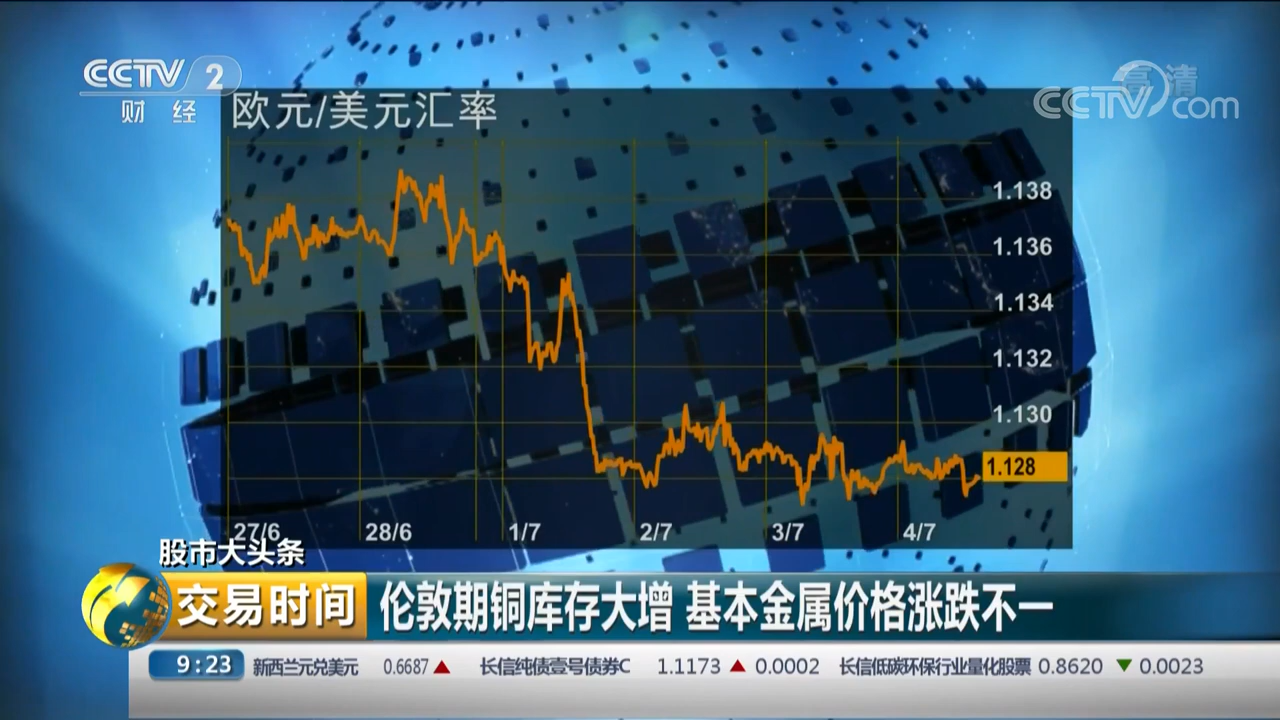 CCTV 2
财 经
高清
CCTV.com
欧元/美元汇率
1.138
1.136
1.134
1.132
1.130
1.128
27/6 28/6 1/7 2/7 3/7 4/7
股市大头条
交易时间
伦敦期铜库存大增 基本金属价格涨跌不一
9:23 新西兰元兑美元 0.6687 ▲ 长信纯债壹号债券C 1.1173 ▲ 0.0002 长信低碳环保行业量化股票 0.8620 ▼ 0.0023